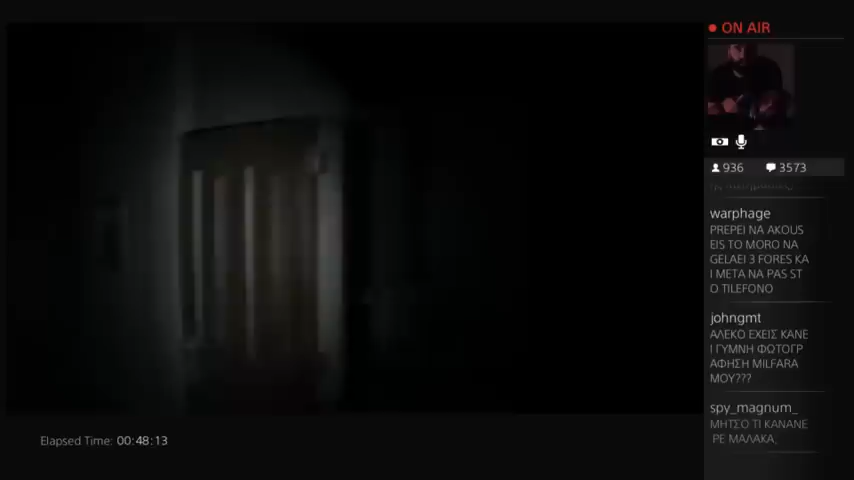 ON AIR
936 3573
warphage
PREPEI NA AKOUS
EIS TO MORO NA
GELAEI 3 FORES KA
I META NA PAS ST
O TILEFONO
johngmt
ΑΛΕΚΟ ΕΧΕΙΣ ΚΑΝΕ
Ι ΓΥΜΝΗ ΦΩΤΟΓΡ
ΑΦΗΣΗ MILFARA
ΜΟΥ???
spy_magnum_
ΜΗΤΣΟ ΤΙ ΚΑΝΑΝΕ
ΡΕ ΜΑΛΑΚΑ,
Elapsed Time: 00:48:13